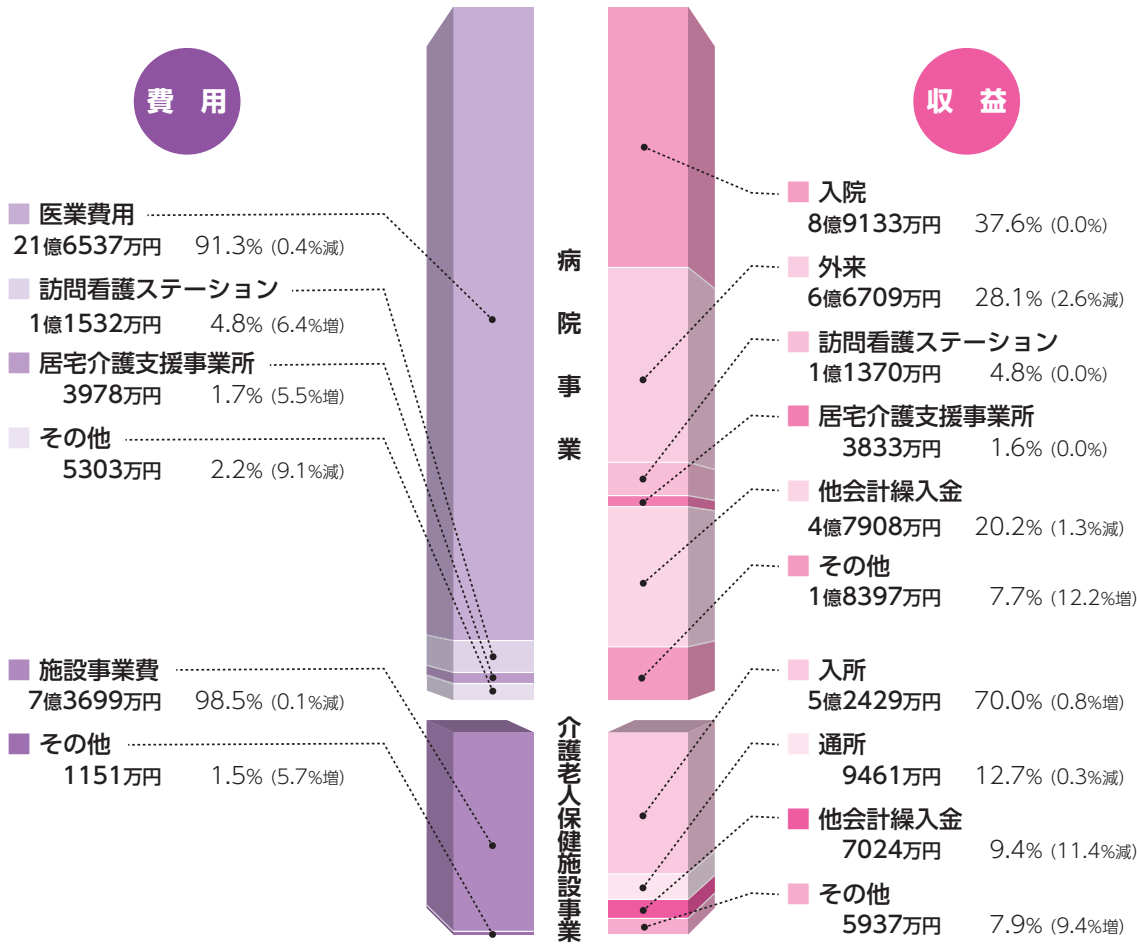 費用
医業費用
21億6537万円 91.3% (0.4%減)
訪問看護ステーション
1億1532万円 4.8% (6.4%増)
居宅介護支援事業所
3978万円 1.7% (5.5%増)
その他
5303万円 2.2% (9.1%減)
施設事業費
7億3699万円 98.5% (0.1%減)
その他
1151万円 1.5% (5.7%増)
病院事業
介護老人保健施設事業
収益
入院
8億9133万円 37.6% (0.0%)
外来
6億6709万円 28.1% (2.6%減)
訪問看護ステーション
1億1370万円 4.8% (0.0%)
居宅介護支援事業所
3833万円 1.6% (0.0%)
他会計繰入金
4億7908万円 20.2% (1.3%減)
その他
1億8397万円 7.7% (12.2%増)
入所
5億2429万円 70.0% (0.8%増)
通所
9461万円 12.7% (0.3%減)
他会計繰入金
7024万円 9.4% (11.4%減)
その他
5937万円 7.9% (9.4%増)